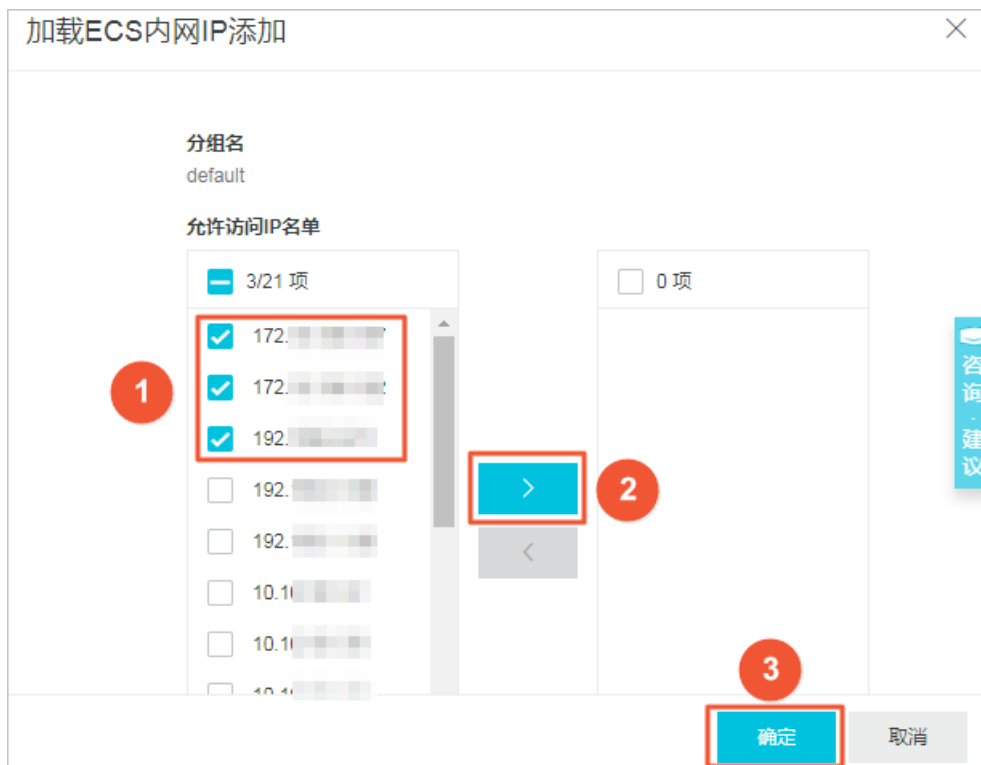 加载ECS内网IP添加
分组名
default
允许访问IP名单
3/21 项
0 项
172.
172.
192.
192.
192.
10.1
10.1
1
2
3
咨询·建议
确定
取消